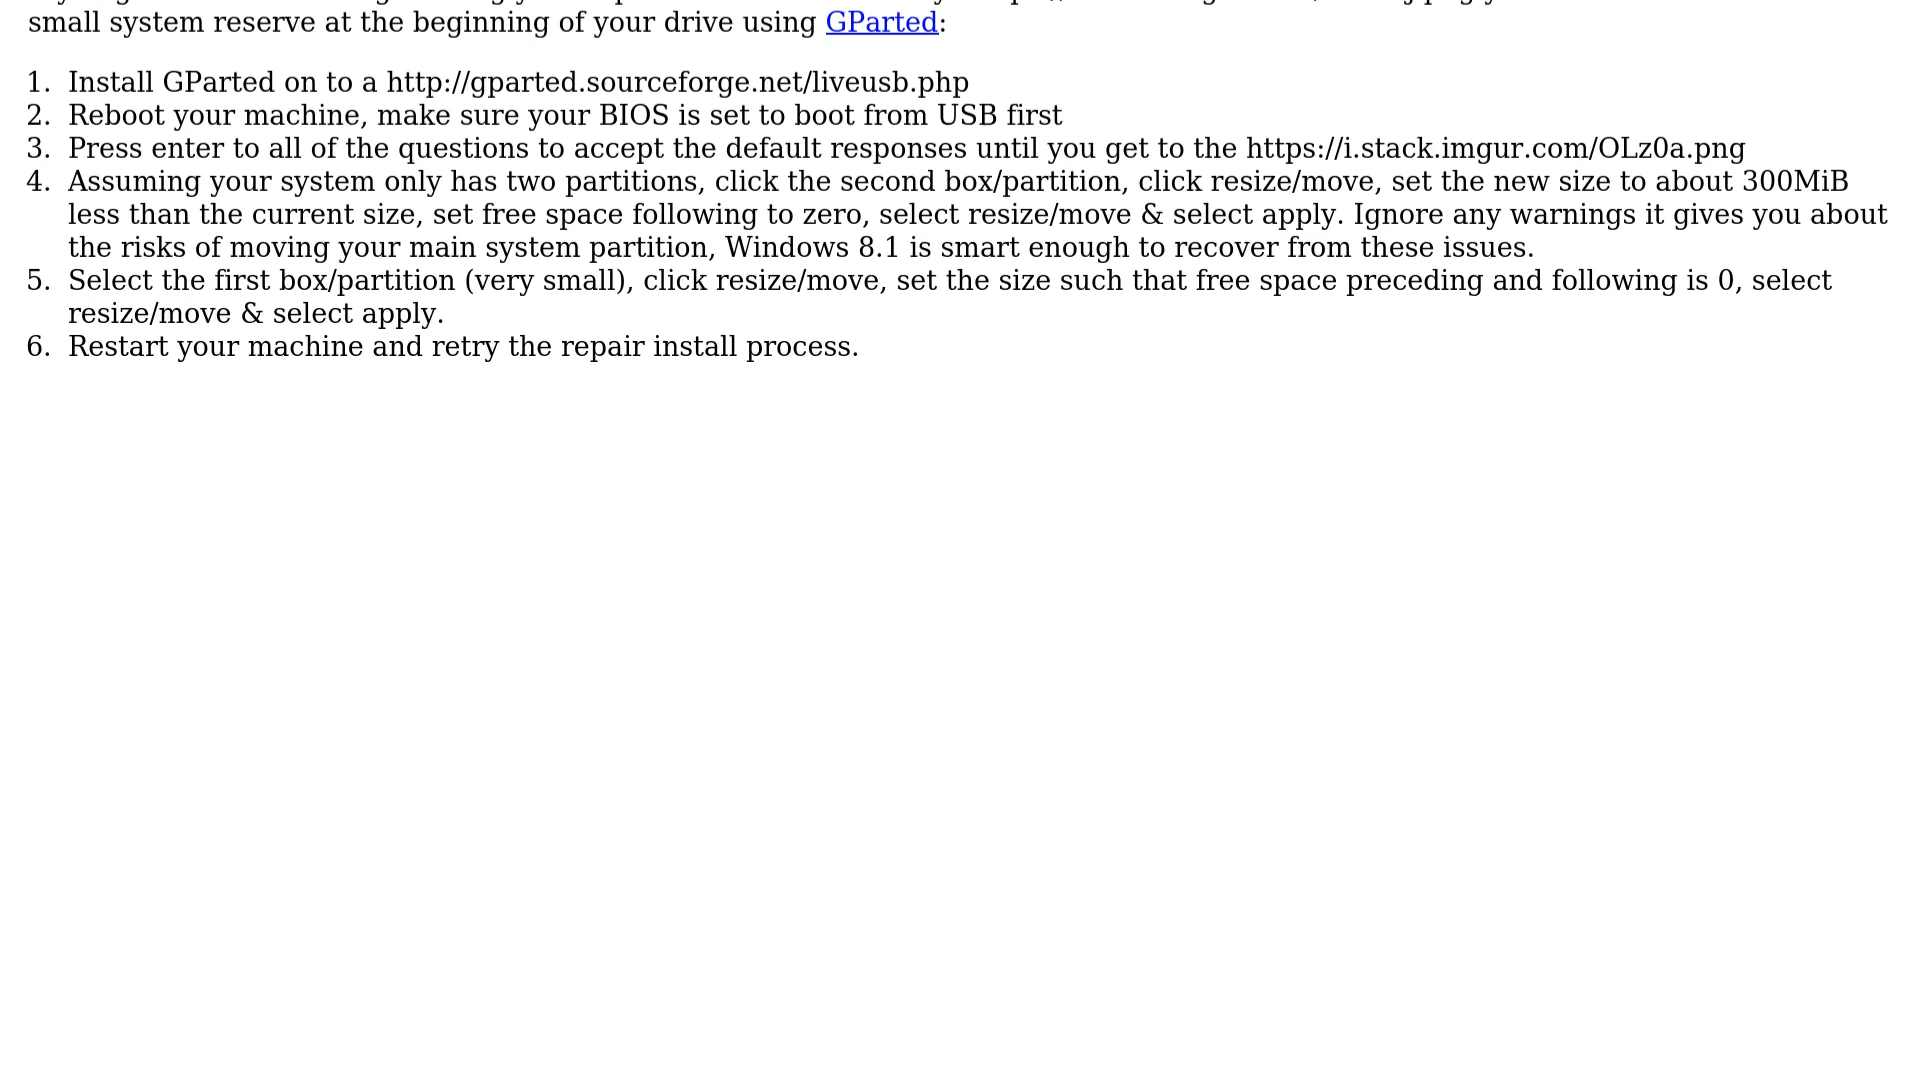 small system reserve at the beginning of your drive using GParted:
1. Install GParted on to a http://gparted.sourceforge.net/liveusb.php
2. Reboot your machine, make sure your BIOS is set to boot from USB first
3. Press enter to all of the questions to accept the default responses until you get to the https://i.stack.imgur.com/OLz0a.png
4. Assuming your system only has two partitions, click the second box/partition, click resize/move, set the new size to about 300MiB
less than the current size, set free space following to zero, select resize/move & select apply. Ignore any warnings it gives you about
the risks of moving your main system partition, Windows 8.1 is smart enough to recover from these issues.
5. Select the first box/partition (very small), click resize/move, set the size such that free space preceding and following is 0, select
resize/move & select apply.
6. Restart your machine and retry the repair install process.